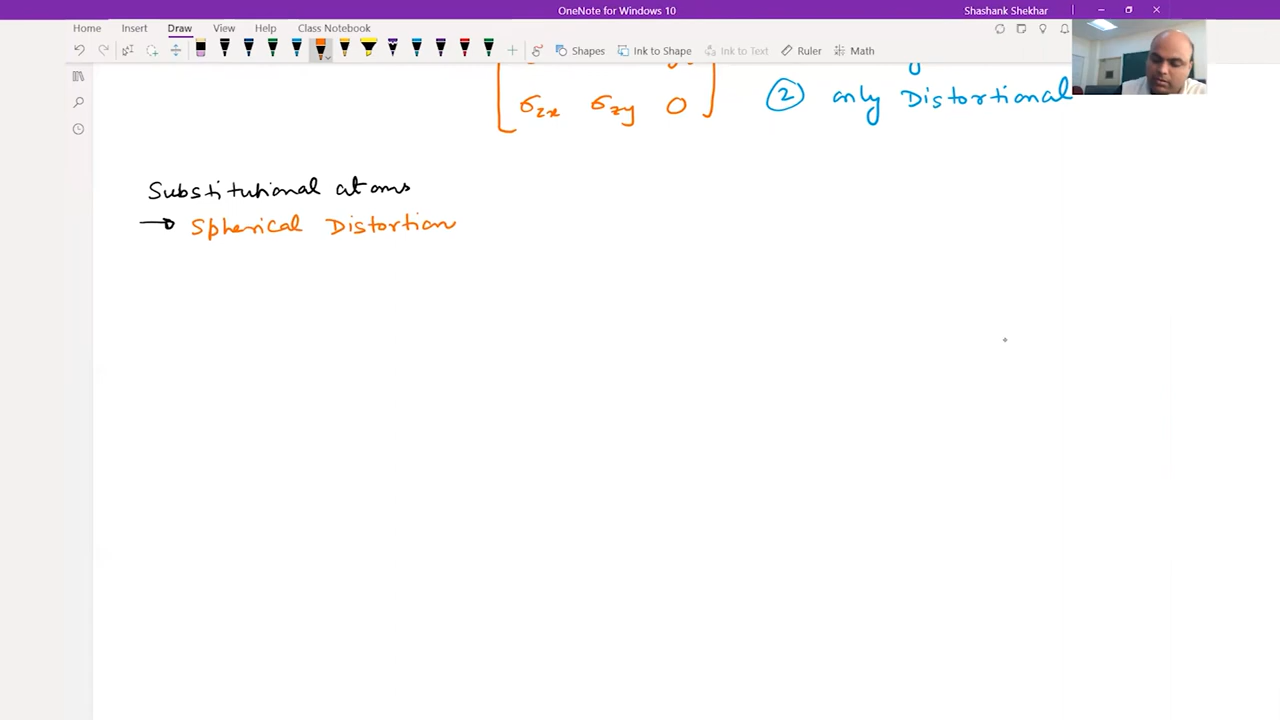 OneNote for Windows 10
Shashank Shekhar
Home Insert Draw View Help Class Notebook
Shapes Ink to Shape Ink to Text Ruler Math
σzx σzy 0
② only Distortional
Substitutional atoms
→ Spherical Distortion